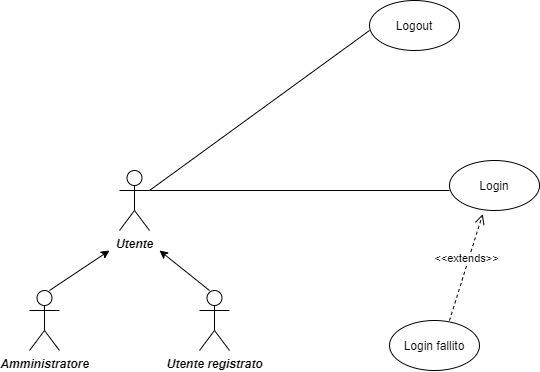 Logout
Login
Utente
<<extends>>
Login fallito
Amministratore
Utente registrato